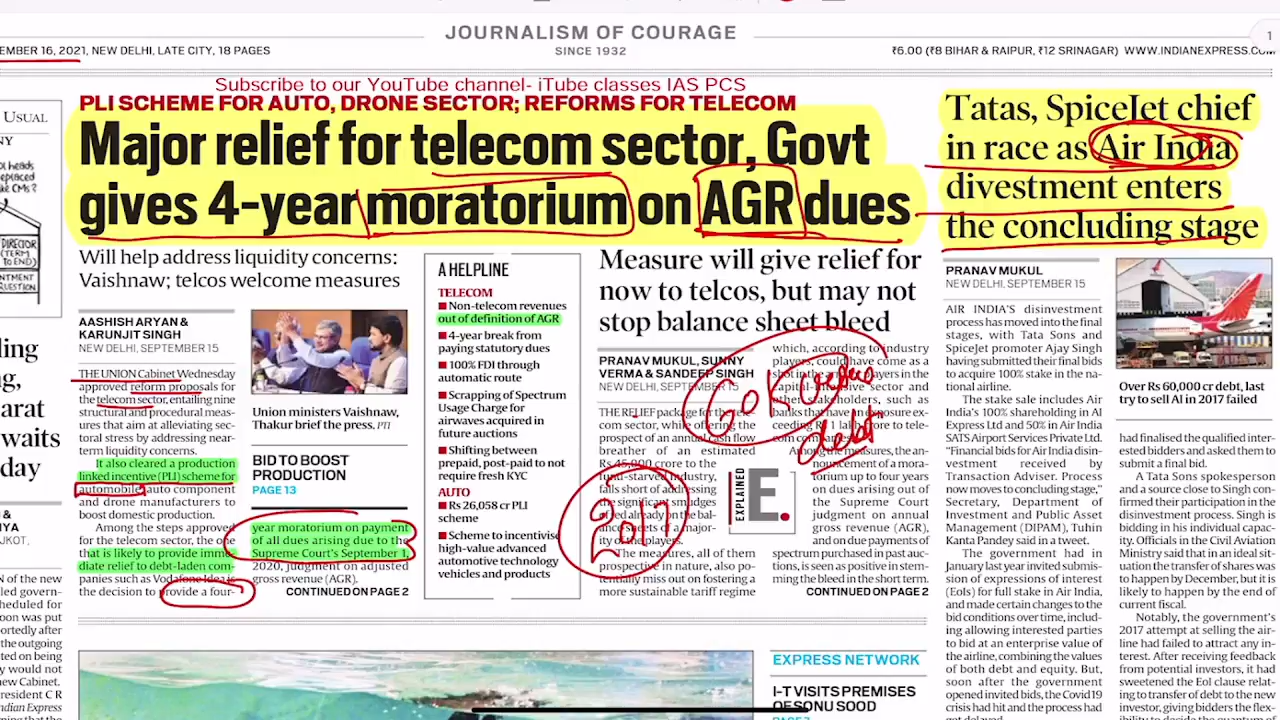 JOURNALISM OF COURAGE
SINCE 1932
EMBER 16, 2021, NEW DELHI, LATE CITY, 18 PAGES
₹6.00 (₹8 BIHAR & RAIPUR, ₹12 SRINAGAR) WWW.INDIANEXPRESS.COM
1
Subscribe to our YouTube channel- iTube classes IAS PCS
PLI SCHEME FOR AUTO, DRONE SECTOR; REFORMS FOR TELECOM
Major relief for telecom sector, Govt
gives 4-year moratorium on AGR dues
Will help address liquidity concerns:
Vaishnaw; telcos welcome measures
AASHISH ARYAN &
KARUNJIT SINGH
NEW DELHI, SEPTEMBER 15
THE UNION Cabinet Wednesday
approved reform proposals for
the telecom sector, entailing nine
structural and procedural meas-
ures that aim at alleviating sec-
toral stress by addressing near-
term liquidity concerns.
It also cleared a production
linked incentive (PLI) scheme for
automobile, auto component
and drone manufacturers to
boost domestic production.
Among the steps approved
for the telecom sector, the one
that is likely to provide imme-
diate relief to debt-laden com-
panies such as Vodafone Idea is
the decision to provide a four-
Union ministers Vaishnaw,
Thakur brief the press. PTI
BID TO BOOST
PRODUCTION
PAGE 13
year moratorium on payment
of all dues arising due to the
Supreme Court's September 1,
2020, judgment on adjusted
gross revenue (AGR).
CONTINUED ON PAGE 2
A HELPLINE
TELECOM
■ Non-telecom revenues
out of definition of AGR
■ 4-year break from
paying statutory dues
■ 100% FDI through
automatic route
■ Scrapping of Spectrum
Usage Charge for
airwaves acquired in
future auctions
■ Shifting between
prepaid, post-paid to not
require fresh KYC
AUTO
■ Rs 26,058 cr PLI
scheme
■ Scheme to incentivise
high-value advanced
automotive technology
vehicles and products
Measure will give relief for
now to telcos, but may not
stop balance sheet bleed
PRANAV MUKUL, SUNNY
VERMA & SANDEEP SINGH
NEW DELHI, SEPTEMBER 15
THE RELIEF package for the tele-
com sector, while offering the
prospect of an annual cash flow
breather of an estimated
Rs 45,000 crore to the
fund-starved industry,
falls short of addressing
the significant smudges
of red already on the bal-
ance sheets of a major-
ity of the players.
The measures, all of them
prospective in nature, also po-
tentially miss out on fostering a
more sustainable tariff regime
which, according to industry
players, could have come as a
shot in the arm
capital sector and
other stakeholders, such as
banks that have an exposure ex-
ceeding Rs 1 lakh crore to tele-
com companies.
Among the measures, the an-
nouncement of a mora-
torium up to four years
on dues arising out of
the Supreme Court
judgment on annual
gross revenue (AGR),
and on due payments of
spectrum purchased in past auc-
tions, is seen as positive in stem-
ming the bleed in the short term.
CONTINUED ON PAGE 2
EXPLAINED
E.
60K
debt
2017
Tatas, SpiceJet chief
in race as Air India
divestment enters
the concluding stage
PRANAV MUKUL
NEW DELHI, SEPTEMBER 15
AIR INDIA'S disinvestment
process has moved into the final
stages, with Tata Sons and
SpiceJet promoter Ajay Singh
having submitted their final bids
to acquire 100% stake in the na-
tional airline.
The stake sale includes Air
India's 100% shareholding in AI
Express Ltd and 50% in Air India
SATS Airport Services Private Ltd.
"Financial bids for Air India disin-
vestment received by
Transaction Adviser. Process
now moves to concluding stage,"
Secretary, Department of
Investment and Public Asset
Management (DIPAM), Tuhin
Kanta Pandey said in a tweet.
The government had in
January last year invited submis-
sion of expressions of interest
(EoIs) for full stake in Air India,
and made certain changes to the
bid conditions over time, includ-
ing allowing interested parties
to bid at an enterprise value of
the airline, combining the values
of both debt and equity. But
soon after the government
opened invited bids, the Covid19
crisis had hit and the process had
got delayed
Over Rs 60,000 cr debt, last
try to sell AI in 2017 failed
had finalised the qualified inter-
ested bidders and asked them to
submit a final bid.
A Tata Sons spokesperson
and a source close to Singh con-
firmed their participation in the
disinvestment process. Singh is
bidding in his individual capac-
ity. Officials in the Civil Aviation
Ministry said that in an ideal sit-
uation the transfer of shares was
to happen by December, but it is
likely to happen by the end of
current fiscal.
Notably, the government's
2017 attempt at selling the air-
line had failed to attract any in-
terest. After receiving feedback
from potential investors, it had
sweetened the EoI clause relat-
ing to transfer of debt to the new
investor, giving bidders the flex-
EXPRESS NETWORK
I-T VISITS PREMISES
OF SONU SOOD
USUAL
NY
DIRECTOR
(TERM
TO END)
QUESTION